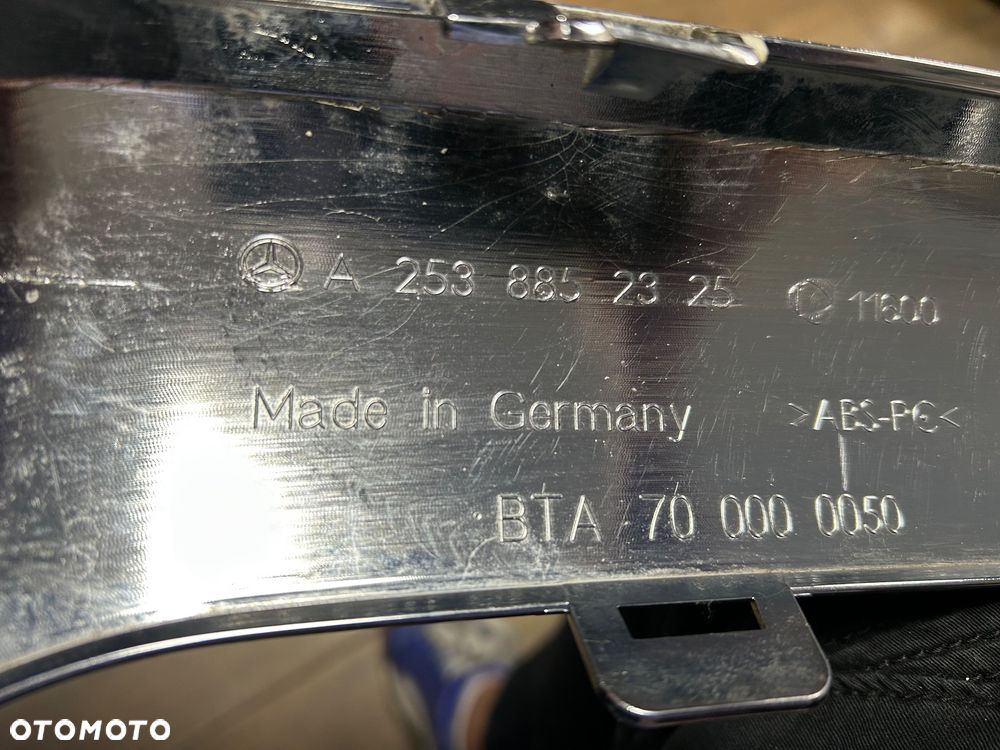 A 253 885 23 25 11600
Made in Germany >ABS-PC<
BTA 70 000 0050
OTOMOTO